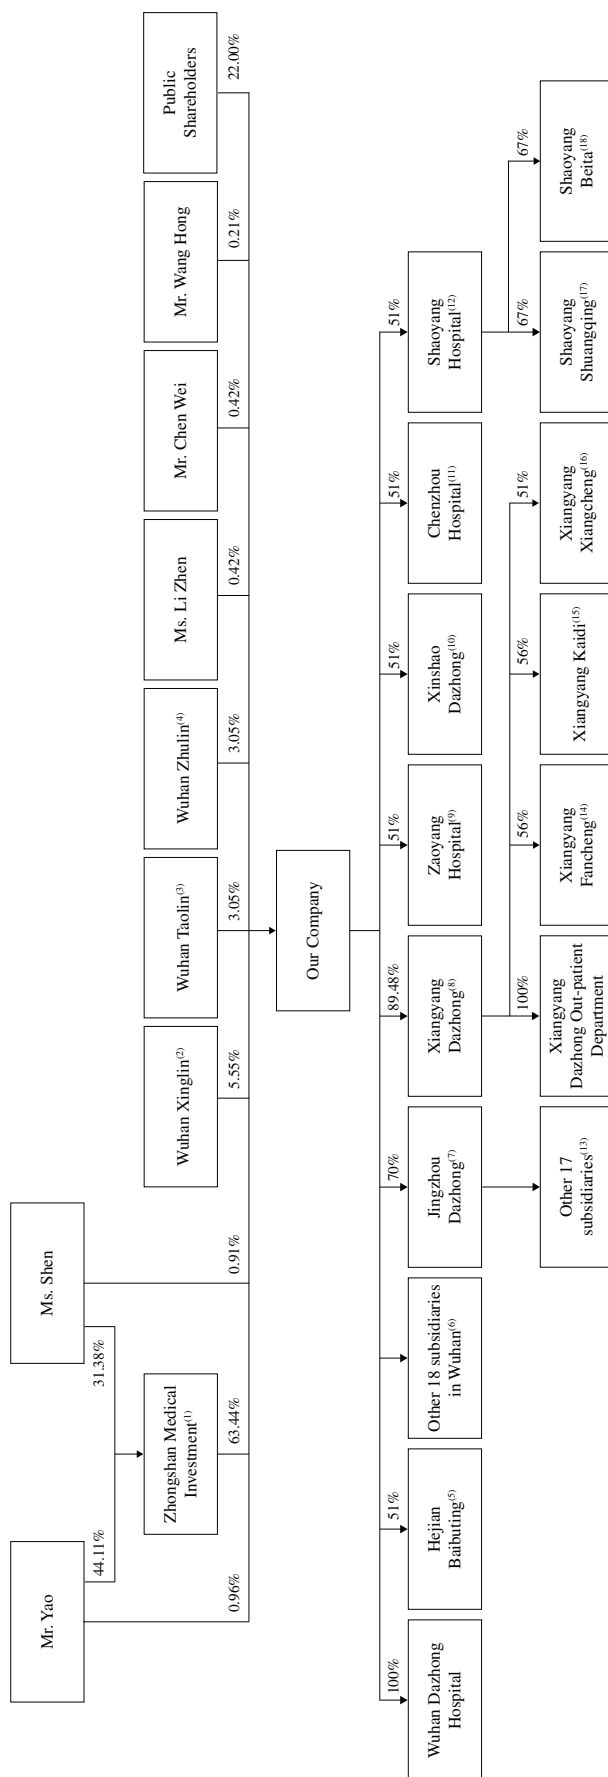 Mr. Yao
Ms. Shen
44.11%
31.38%
Zhongshan Medical
Investment(1)
Wuhan Xinglin(2)
Wuhan Taolin(3)
Wuhan Zhulin(4)
Ms. Li Zhen
Mr. Chen Wei
Mr. Wang Hong
Public
Shareholders
0.96%
63.44%
0.91%
5.55%
3.05%
3.05%
0.42%
0.42%
0.21%
22.00%
Our Company
100%
51%
70%
89.48%
51%
51%
51%
51%
Wuhan Dazhong
Hospital
Hejian
Baibuting(5)
Other 18 subsidiaries
in Wuhan(6)
Jingzhou
Dazhong(7)
Xiangyang
Dazhong(8)
Zaoyang
Hospital(9)
Xinshao
Dazhong(10)
Chenzhou
Hospital(11)
Shaoyang
Hospital(12)
100%
56%
56%
51%
67%
67%
Other 17
subsidiaries(13)
Xiangyang
Dazhong Out-patient
Department
Xiangyang
Fancheng(14)
Xiangyang Kaidi(15)
Xiangyang
Xiangcheng(16)
Shaoyang
Shuangqing(17)
Shaoyang
Beita(18)